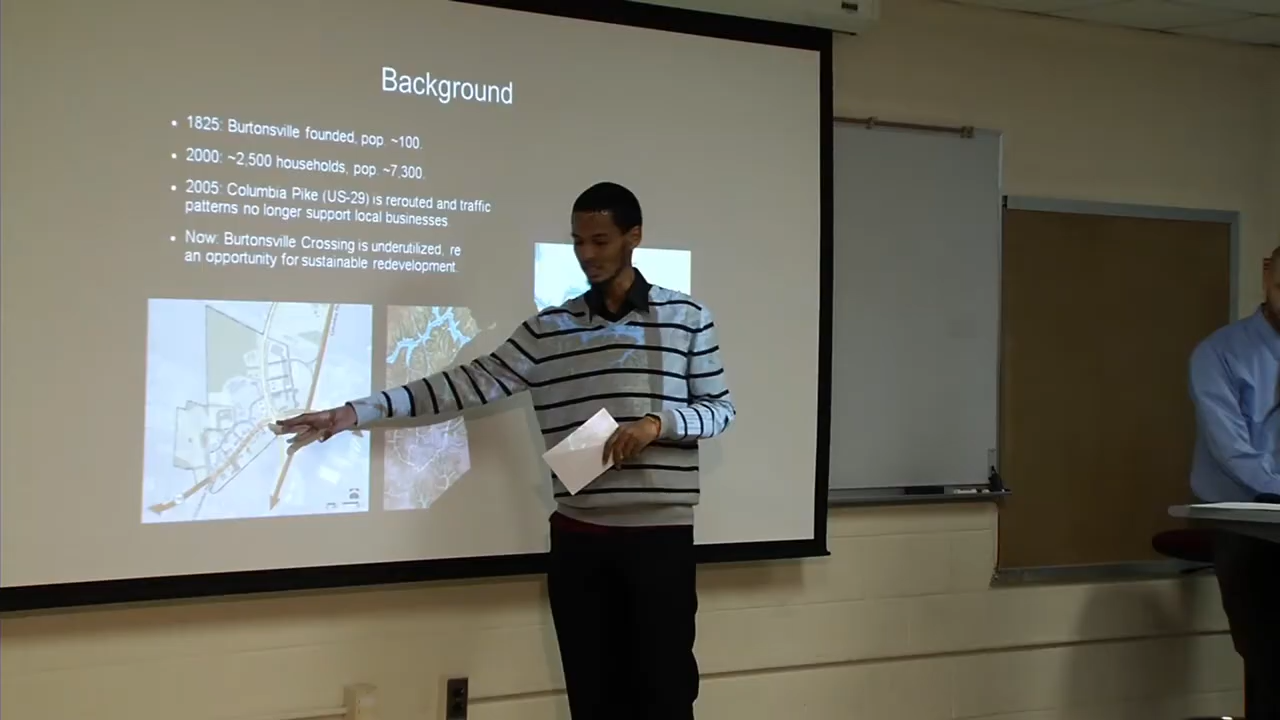 Background
• 1825: Burtonsville founded, pop. ~100.
• 2000: ~2,500 households, pop. ~7,300.
• 2005: Columbia Pike (US-29) is rerouted and traffic
patterns no longer support local businesses
• Now: Burtonsville Crossing is underutilized, re
an opportunity for sustainable redevelopment.